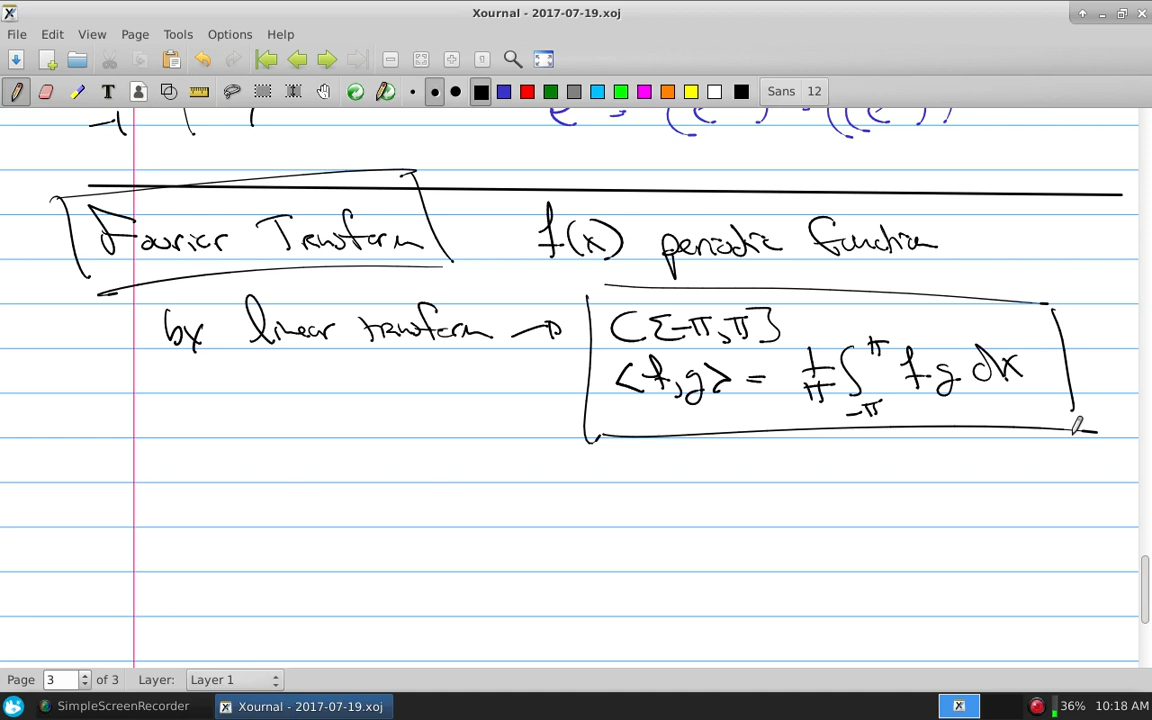 Xournal - 2017-07-19.xoj
File Edit View Page Tools Options Help
Sans 12
Fourier Transform f(x) periodic function
by linear transform → C[-π,π]
<f,g> = 1/π ∫_{-π}^{π} f g dx
Page 3 of 3 Layer: Layer 1
SimpleScreenRecorder Xournal - 2017-07-19.xoj 36% 10:18 AM